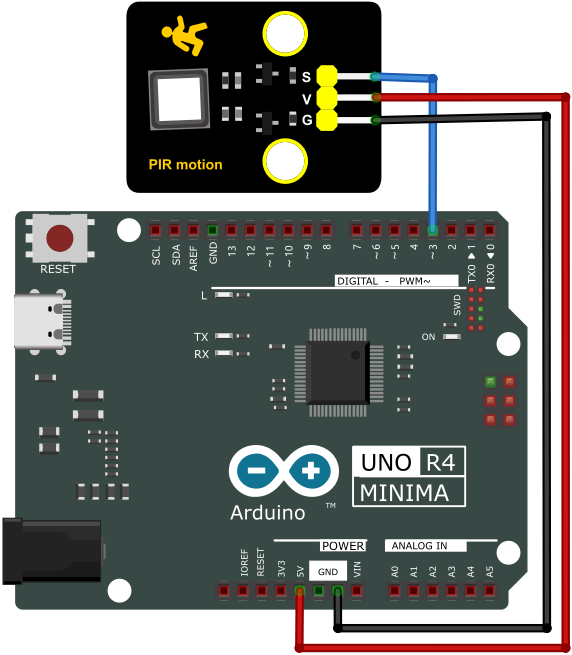 S
V
G
PIR motion
RESET
SCL
SDA
AREF
GND
13
12
~11
~10
~9
8
7
~6
~5
4
~3
2
TX0▶1
RX0◀0
DIGITAL - PWM~
SWD
L
TX
RX
ON
UNO R4
MINIMA
Arduino
TM
POWER
ANALOG IN
IOREF
RESET
3V3
5V
GND
VIN
A0
A1
A2
A3
A4
A5